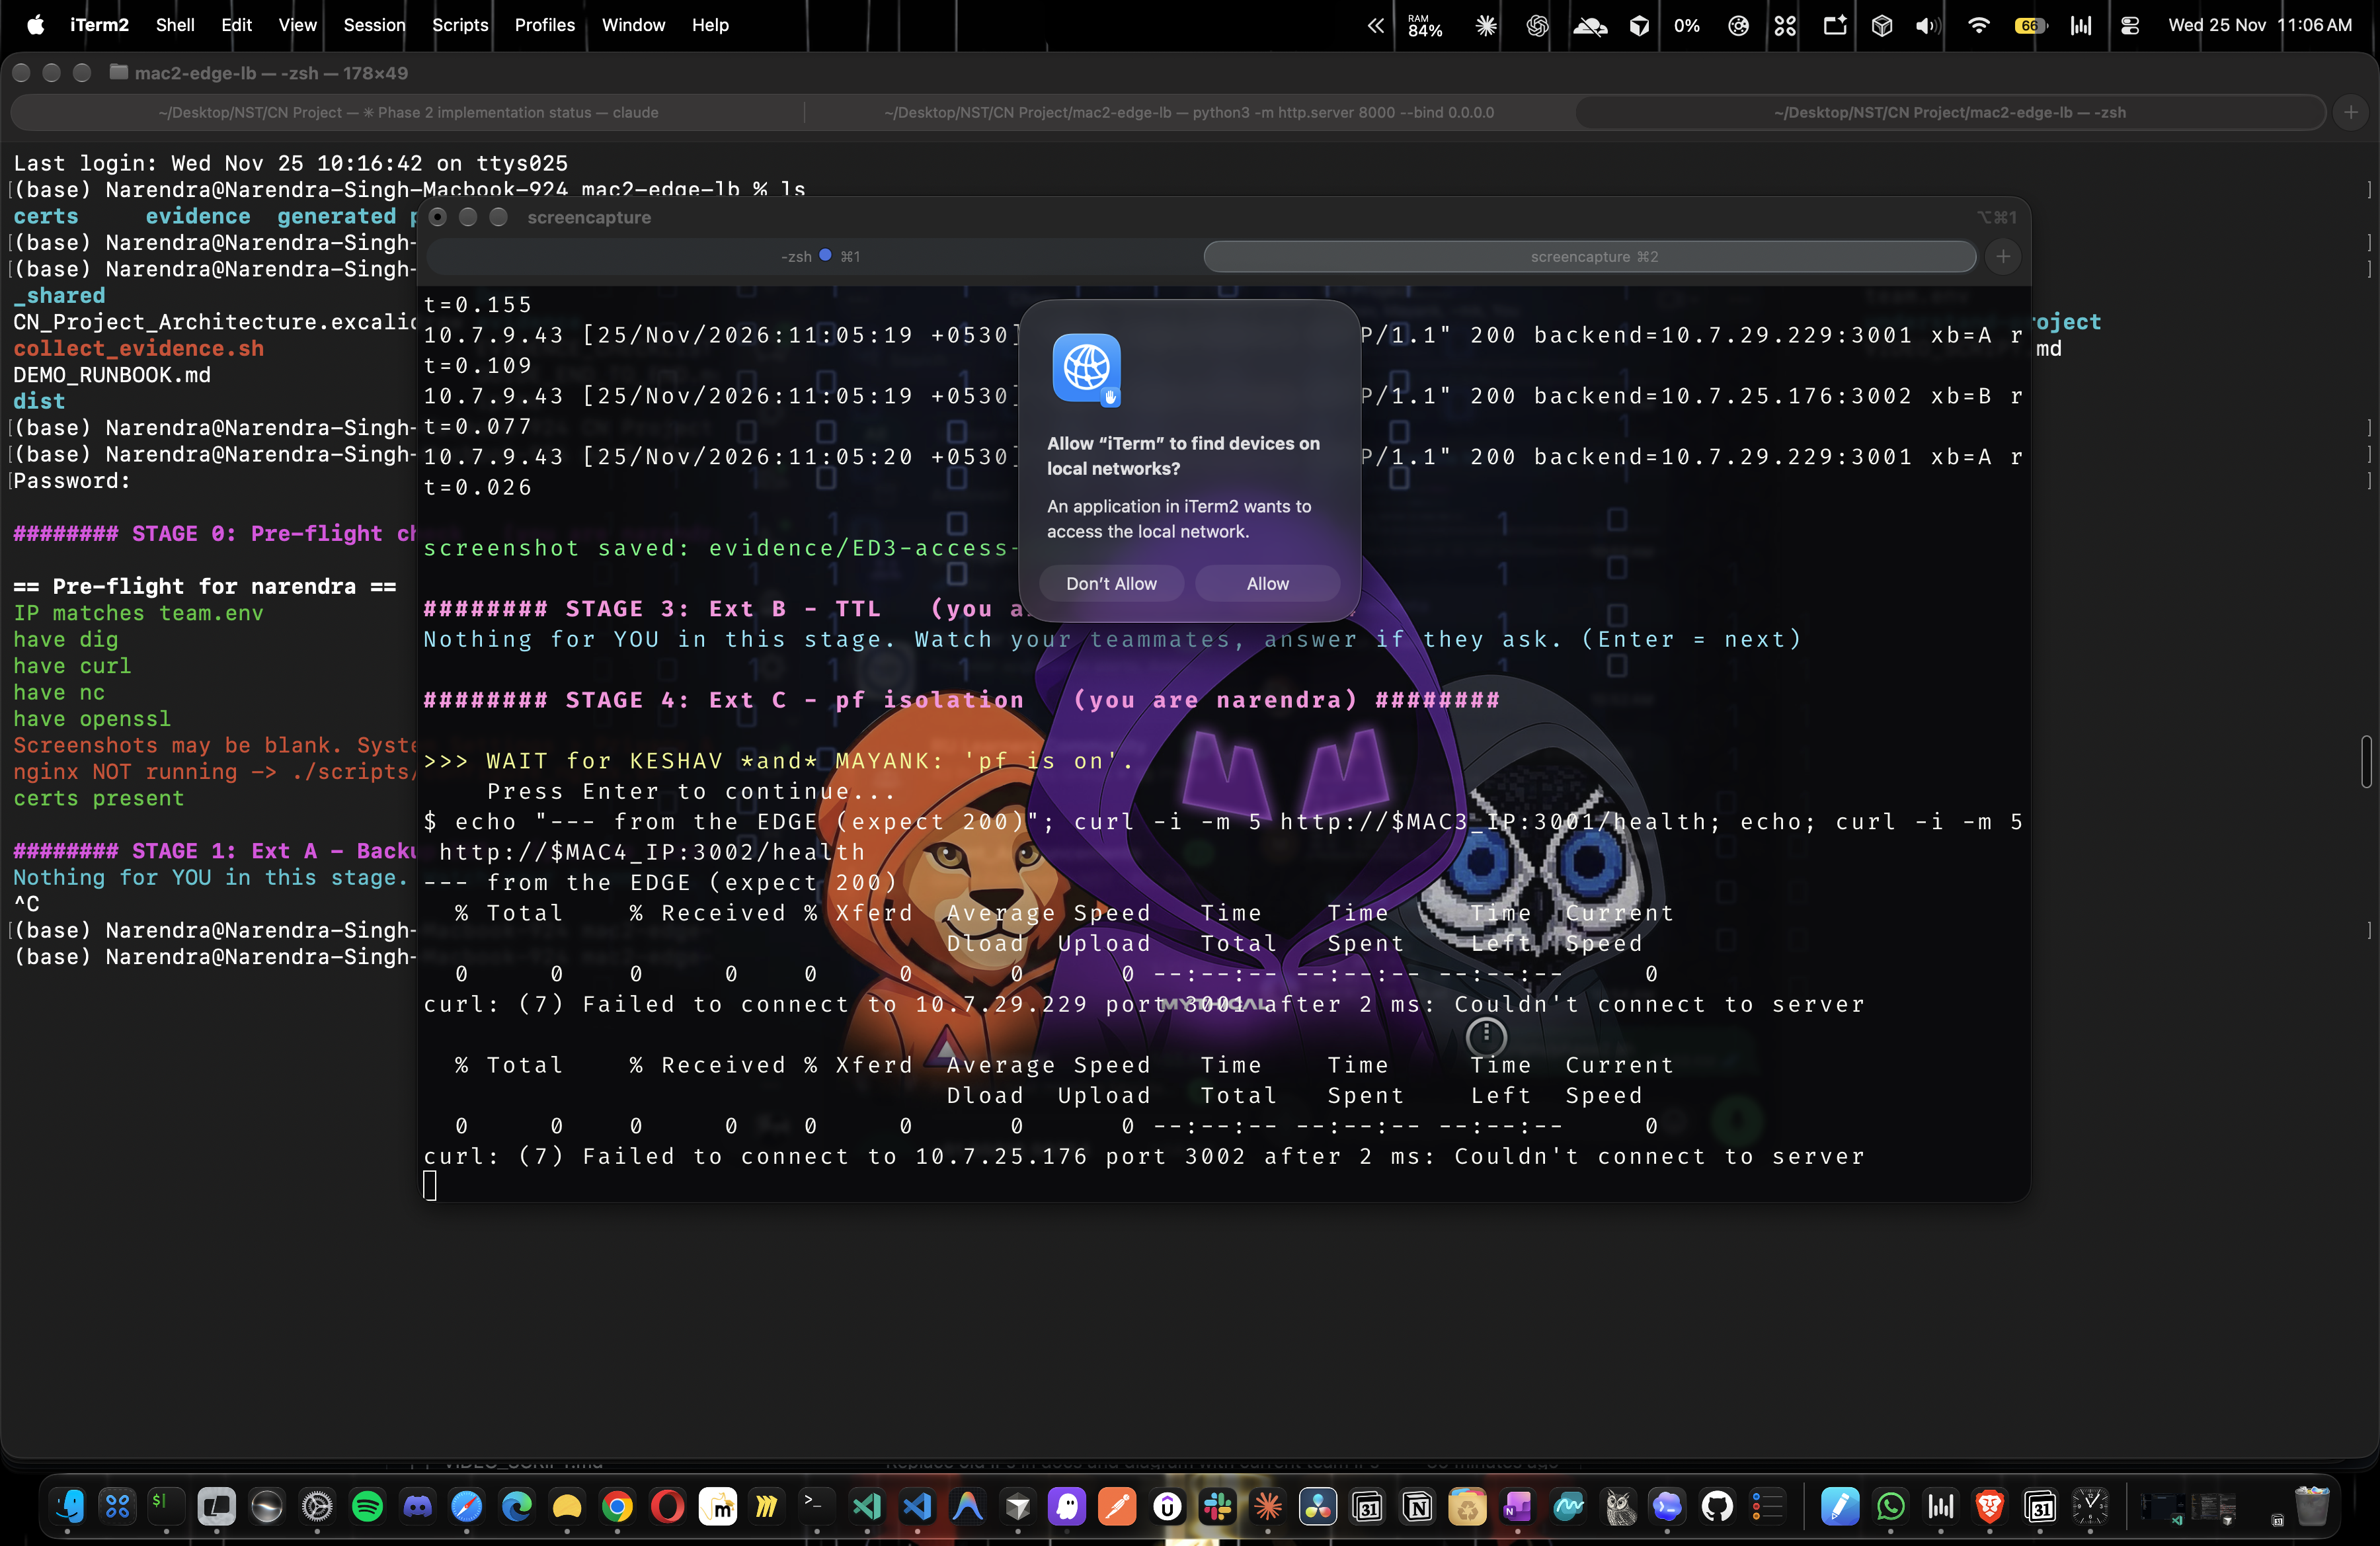 iTerm2 Shell Edit View Session Scripts Profiles Window Help
RAM
84%
0%
66
Wed 25 Nov 11:06 AM
mac2-edge-lb — -zsh — 178×49
~/Desktop/NST/CN Project — ✳ Phase 2 implementation status — claude
~/Desktop/NST/CN Project/mac2-edge-lb — python3 -m http.server 8000 --bind 0.0.0.0
~/Desktop/NST/CN Project/mac2-edge-lb — -zsh
Last login: Wed Nov 25 10:16:42 on ttys025
[(base) Narendra@Narendra-Singh-Macbook-924 mac2-edge-lb % ls ]
certs evidence generated p
[(base) Narendra@Narendra-Singh- ]
[(base) Narendra@Narendra-Singh- ]
_shared
CN_Project_Architecture.excalid oject
collect_evidence.sh md
DEMO_RUNBOOK.md
dist
[(base) Narendra@Narendra-Singh- ]
[(base) Narendra@Narendra-Singh- ]
[Password: ]
######## STAGE 0: Pre-flight ch
== Pre-flight for narendra ==
IP matches team.env
have dig
have curl
have nc
have openssl
Screenshots may be blank. Syste
nginx NOT running -> ./scripts/
certs present
######## STAGE 1: Ext A - Backu
Nothing for YOU in this stage.
^C
[(base) Narendra@Narendra-Singh- ]
(base) Narendra@Narendra-Singh-
screencapture ⌥⌘1
-zsh ⌘1
screencapture ⌘2
t=0.155
10.7.9.43 [25/Nov/2026:11:05:19 +0530] P/1.1" 200 backend=10.7.29.229:3001 xb=A r
t=0.109
10.7.9.43 [25/Nov/2026:11:05:19 +0530] P/1.1" 200 backend=10.7.25.176:3002 xb=B r
t=0.077
10.7.9.43 [25/Nov/2026:11:05:20 +0530] P/1.1" 200 backend=10.7.29.229:3001 xb=A r
t=0.026
screenshot saved: evidence/ED3-access-
######## STAGE 3: Ext B - TTL (you a
Nothing for YOU in this stage. Watch your teammates, answer if they ask. (Enter = next)
######## STAGE 4: Ext C - pf isolation (you are narendra) ########
>>> WAIT for KESHAV *and* MAYANK: 'pf is on'.
Press Enter to continue...
$ echo "--- from the EDGE (expect 200)"; curl -i -m 5 http://$MAC3_IP:3001/health; echo; curl -i -m 5
http://$MAC4_IP:3002/health
--- from the EDGE (expect 200)
% Total % Received % Xferd Average Speed Time Time Time Current
Dload Upload Total Spent Left Speed
0 0 0 0 0 0 0 0 --:--:-- --:--:-- --:--:-- 0
curl: (7) Failed to connect to 10.7.29.229 port 3001 after 2 ms: Couldn't connect to server
MYTHICAL
% Total % Received % Xferd Average Speed Time Time Time Current
Dload Upload Total Spent Left Speed
0 0 0 0 0 0 0 0 --:--:-- --:--:-- --:--:-- 0
curl: (7) Failed to connect to 10.7.25.176 port 3002 after 2 ms: Couldn't connect to server
Allow “iTerm” to find devices on
local networks?
An application in iTerm2 wants to
access the local network.
Don’t Allow
Allow